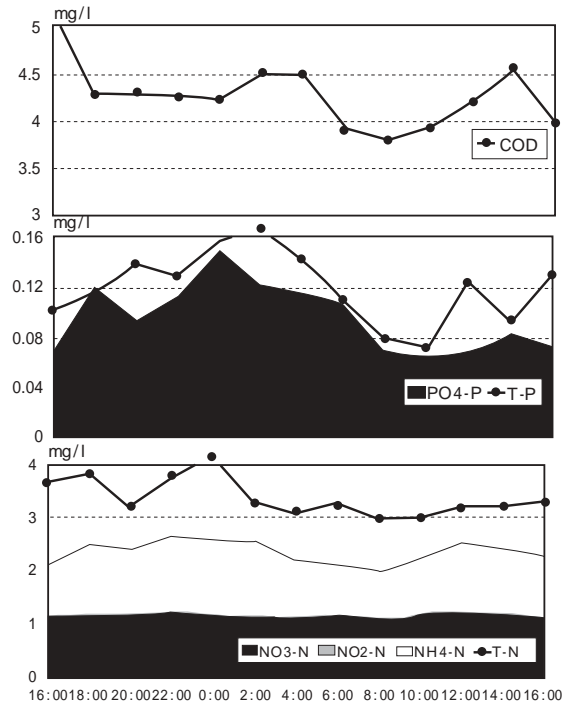 mg/l
5
4.5
4
3.5
3
COD
mg/l
0.16
0.12
0.08
0.04
0
PO4-P T-P
mg/l
4
3
2
1
0
NO3-N NO2-N NH4-N T-N
16:00 18:00 20:00 22:00 0:00 2:00 4:00 6:00 8:00 10:00 12:00 14:00 16:00